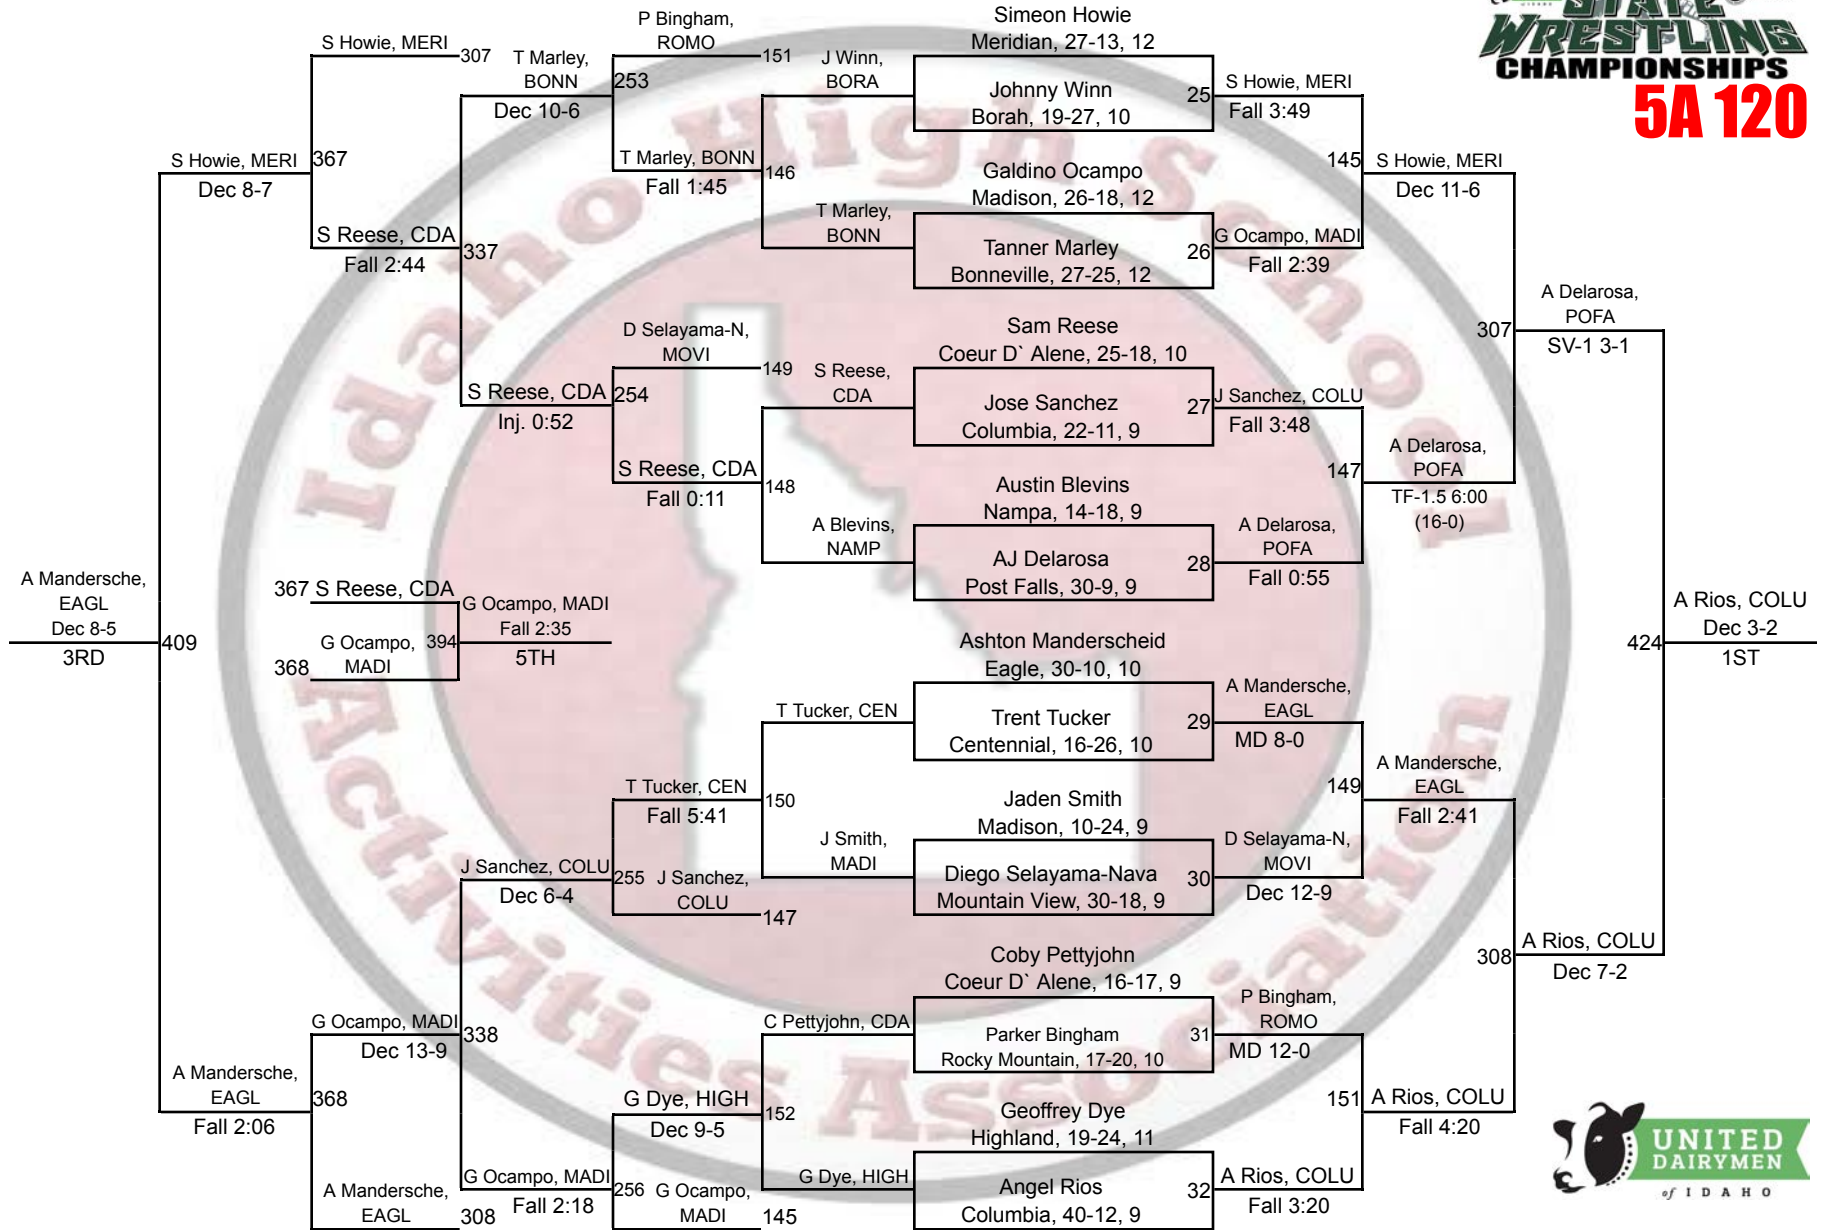 STATE
WRESTLING
CHAMPIONSHIPS
5A 120
Idaho High School
Activities Association
S Howie, MERI
307
T Marley,
BONN
Dec 10-6
P Bingham,
ROMO
151
253
T Marley, BONN
Fall 1:45
J Winn,
BORA
146
T Marley,
BONN
S Howie, MERI
Dec 8-7
367
S Reese, CDA
Fall 2:44
337
D Selayama-N,
MOVI
149
S Reese, CDA
Inj. 0:52
254
S Reese, CDA
Fall 0:11
S Reese,
CDA
148
A Blevins,
NAMP
Simeon Howie
Meridian, 27-13, 12
Johnny Winn
Borah, 19-27, 10
25
S Howie, MERI
Fall 3:49
Galdino Ocampo
Madison, 26-18, 12
Tanner Marley
Bonneville, 27-25, 12
26
G Ocampo, MADI
Fall 2:39
145
S Howie, MERI
Dec 11-6
Sam Reese
Coeur D` Alene, 25-18, 10
Jose Sanchez
Columbia, 22-11, 9
27
J Sanchez, COLU
Fall 3:48
Austin Blevins
Nampa, 14-18, 9
AJ Delarosa
Post Falls, 30-9, 9
28
A Delarosa,
POFA
Fall 0:55
147
A Delarosa,
POFA
TF-1.5 6:00
(16-0)
307
A Delarosa,
POFA
SV-1 3-1
A Mandersche,
EAGL
Dec 8-5
3RD
409
367 S Reese, CDA
G Ocampo,
MADI
368
394
G Ocampo, MADI
Fall 2:35
5TH
424
A Rios, COLU
Dec 3-2
1ST
Ashton Manderscheid
Eagle, 30-10, 10
Trent Tucker
Centennial, 16-26, 10
29
A Mandersche,
EAGL
MD 8-0
Jaden Smith
Madison, 10-24, 9
Diego Selayama-Nava
Mountain View, 30-18, 9
30
D Selayama-N,
MOVI
Dec 12-9
149
A Mandersche,
EAGL
Fall 2:41
Coby Pettyjohn
Coeur D` Alene, 16-17, 9
Parker Bingham
Rocky Mountain, 17-20, 10
31
P Bingham,
ROMO
MD 12-0
Geoffrey Dye
Highland, 19-24, 11
Angel Rios
Columbia, 40-12, 9
32
A Rios, COLU
Fall 3:20
151
A Rios, COLU
Fall 4:20
308
A Rios, COLU
Dec 7-2
T Tucker, CEN
150
J Smith,
MADI
T Tucker, CEN
Fall 5:41
255
J Sanchez,
COLU
147
J Sanchez, COLU
Dec 6-4
C Pettyjohn, CDA
152
G Dye, HIGH
G Dye, HIGH
Dec 9-5
256
G Ocampo,
MADI
145
G Ocampo, MADI
Fall 2:18
338
G Ocampo, MADI
Dec 13-9
368
A Mandersche,
EAGL
308
A Mandersche,
EAGL
Fall 2:06
UNITED
DAIRYMEN
of IDAHO